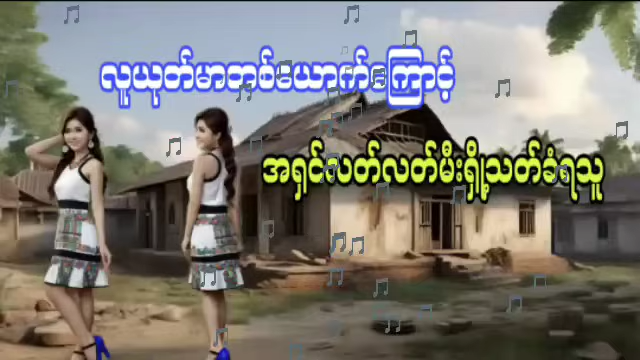 လူယုတ်မာတစ်ယောက်ကြောင့်
အရှင်လတ်လတ်မီးရှို့သတ်ခံရသူ